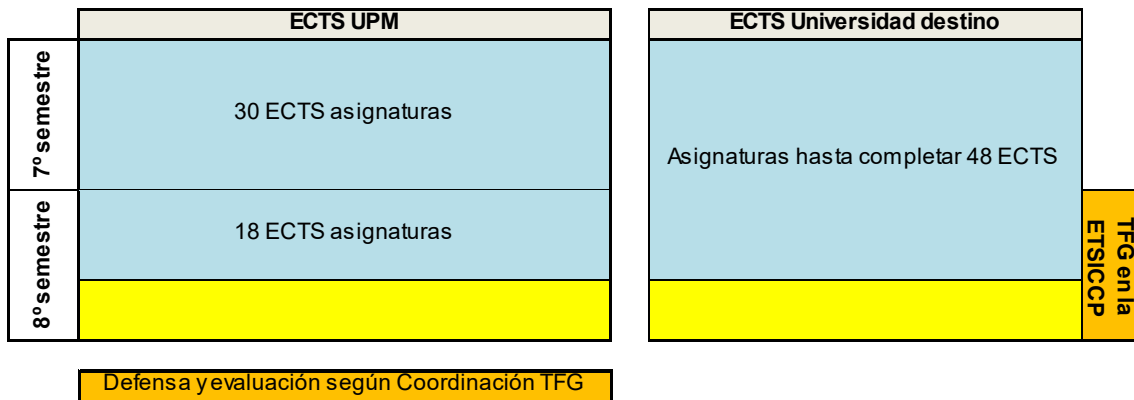 ECTS UPM
ECTS Universidad destino
7º semestre
30 ECTS asignaturas
Asignaturas hasta completar 48 ECTS
8º semestre
18 ECTS asignaturas
TFG en la
ETSICCP
Defensa y evaluación según Coordinación TFG